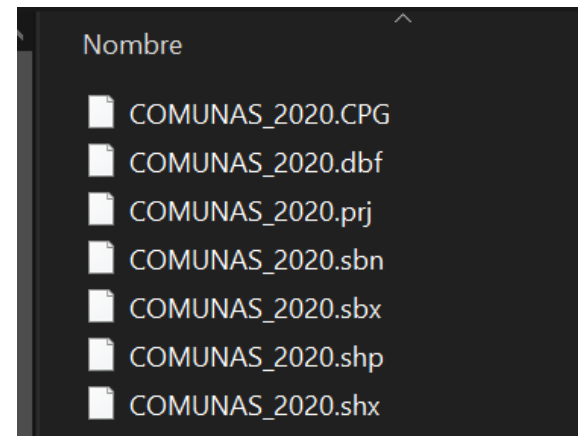 Nombre
COMUNAS_2020.CPG
COMUNAS_2020.dbf
COMUNAS_2020.prj
COMUNAS_2020.sbn
COMUNAS_2020.sbx
COMUNAS_2020.shp
COMUNAS_2020.shx